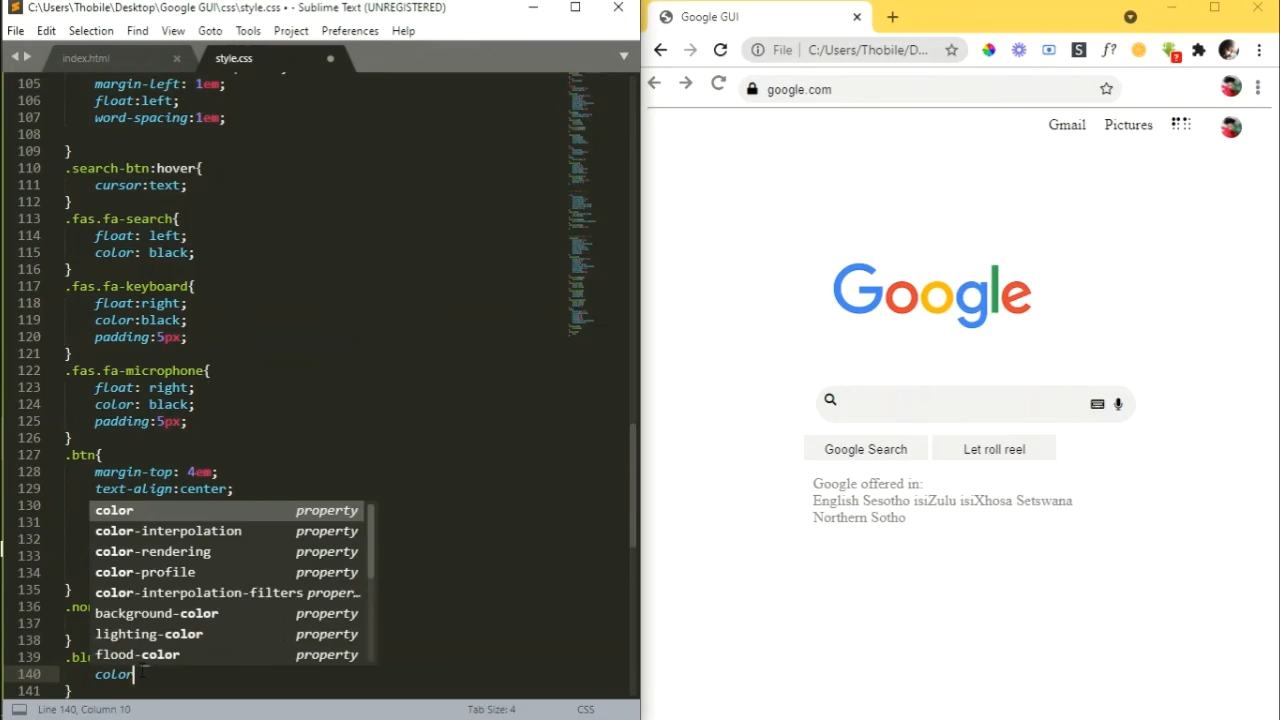 C:\Users\Thobile\Desktop\Google GUI\css\style.css • - Sublime Text (UNREGISTERED)
File Edit Selection Find View Goto Tools Project Preferences Help
index.html
style.css
105 margin-left: 1em;
106 float:left;
107 word-spacing:1em;
108
109 }
110 .search-btn:hover{
111 cursor:text;
112 }
113 .fas.fa-search{
114 float: left;
115 color: black;
116 }
117 .fas.fa-keyboard{
118 float:right;
119 color:black;
120 padding:5px;
121 }
122 .fas.fa-microphone{
123 float: right;
124 color: black;
125 padding:5px;
126 }
127 .btn{
128 margin-top: 4em;
129 text-align:center;
130
131
132
133
134
135 }
136 .no
137
138 }
139 .blu
140 color
141 }
color property
color-interpolation property
color-rendering property
color-profile property
color-interpolation-filters proper…
background-color property
lighting-color property
flood-color property
Line 140, Column 10
Tab Size: 4
CSS
Google GUI
File C:/Users/Thobile/D...
S f? ?
google.com
Gmail Pictures
Google
Google Search
Let roll reel
Google offered in:
English Sesotho isiZulu isiXhosa Setswana
Northern Sotho